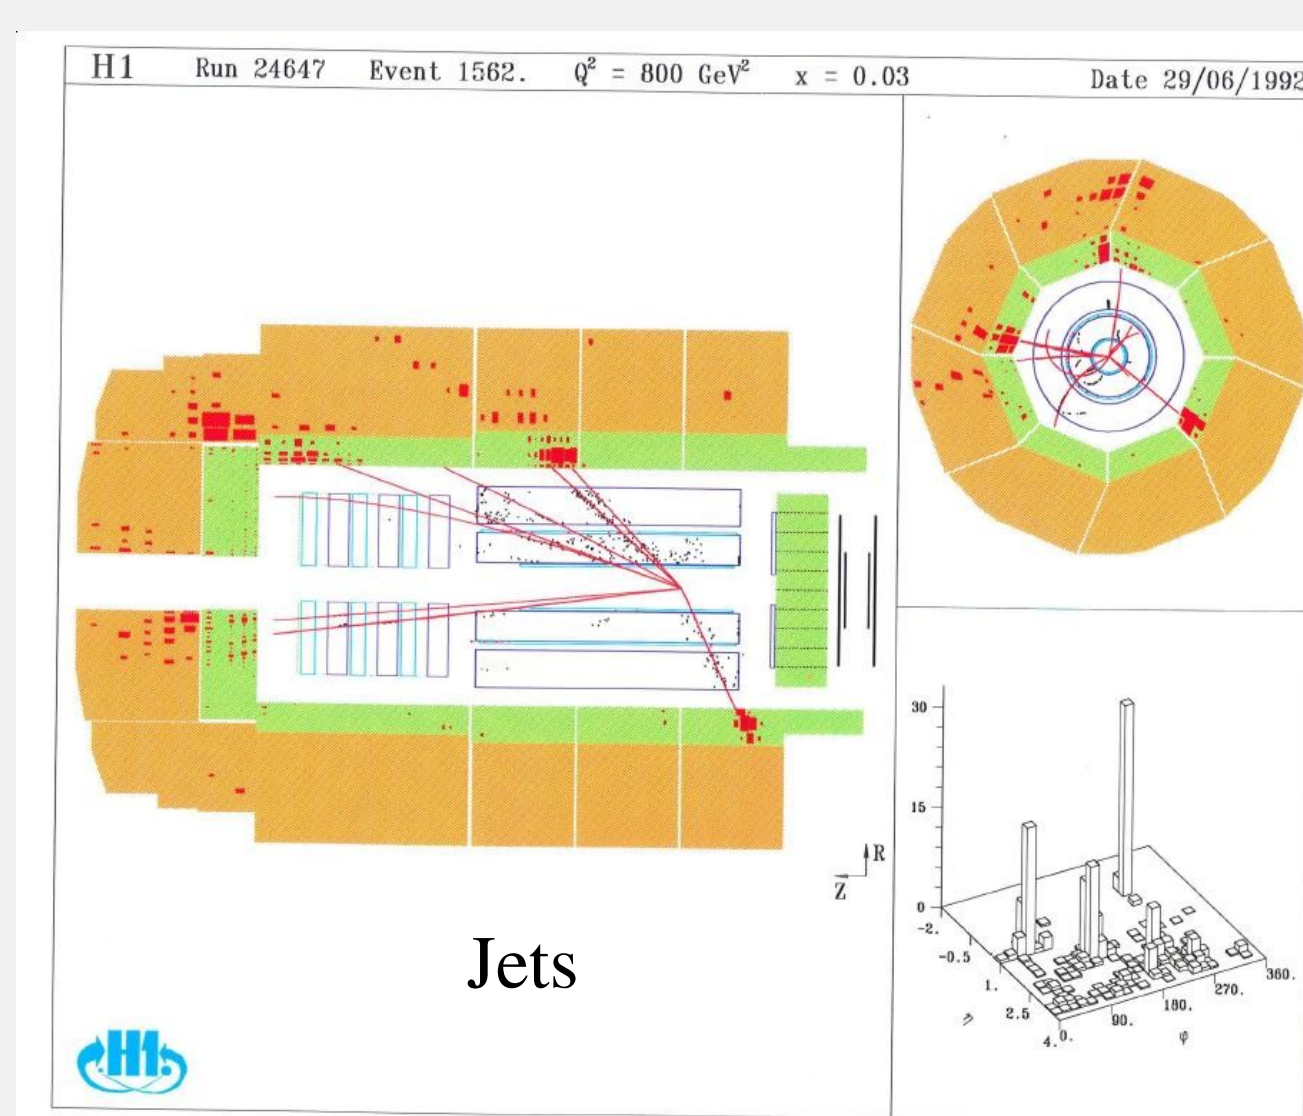 H1 Run 24647 Event 1562. Q² = 800 GeV² x = 0.03 Date 29/06/1992
R
Z
30
15
0
-2.
-0.5
1.
2.5
4.
0.
90.
180.
270.
360.
η
φ
Jets
H1